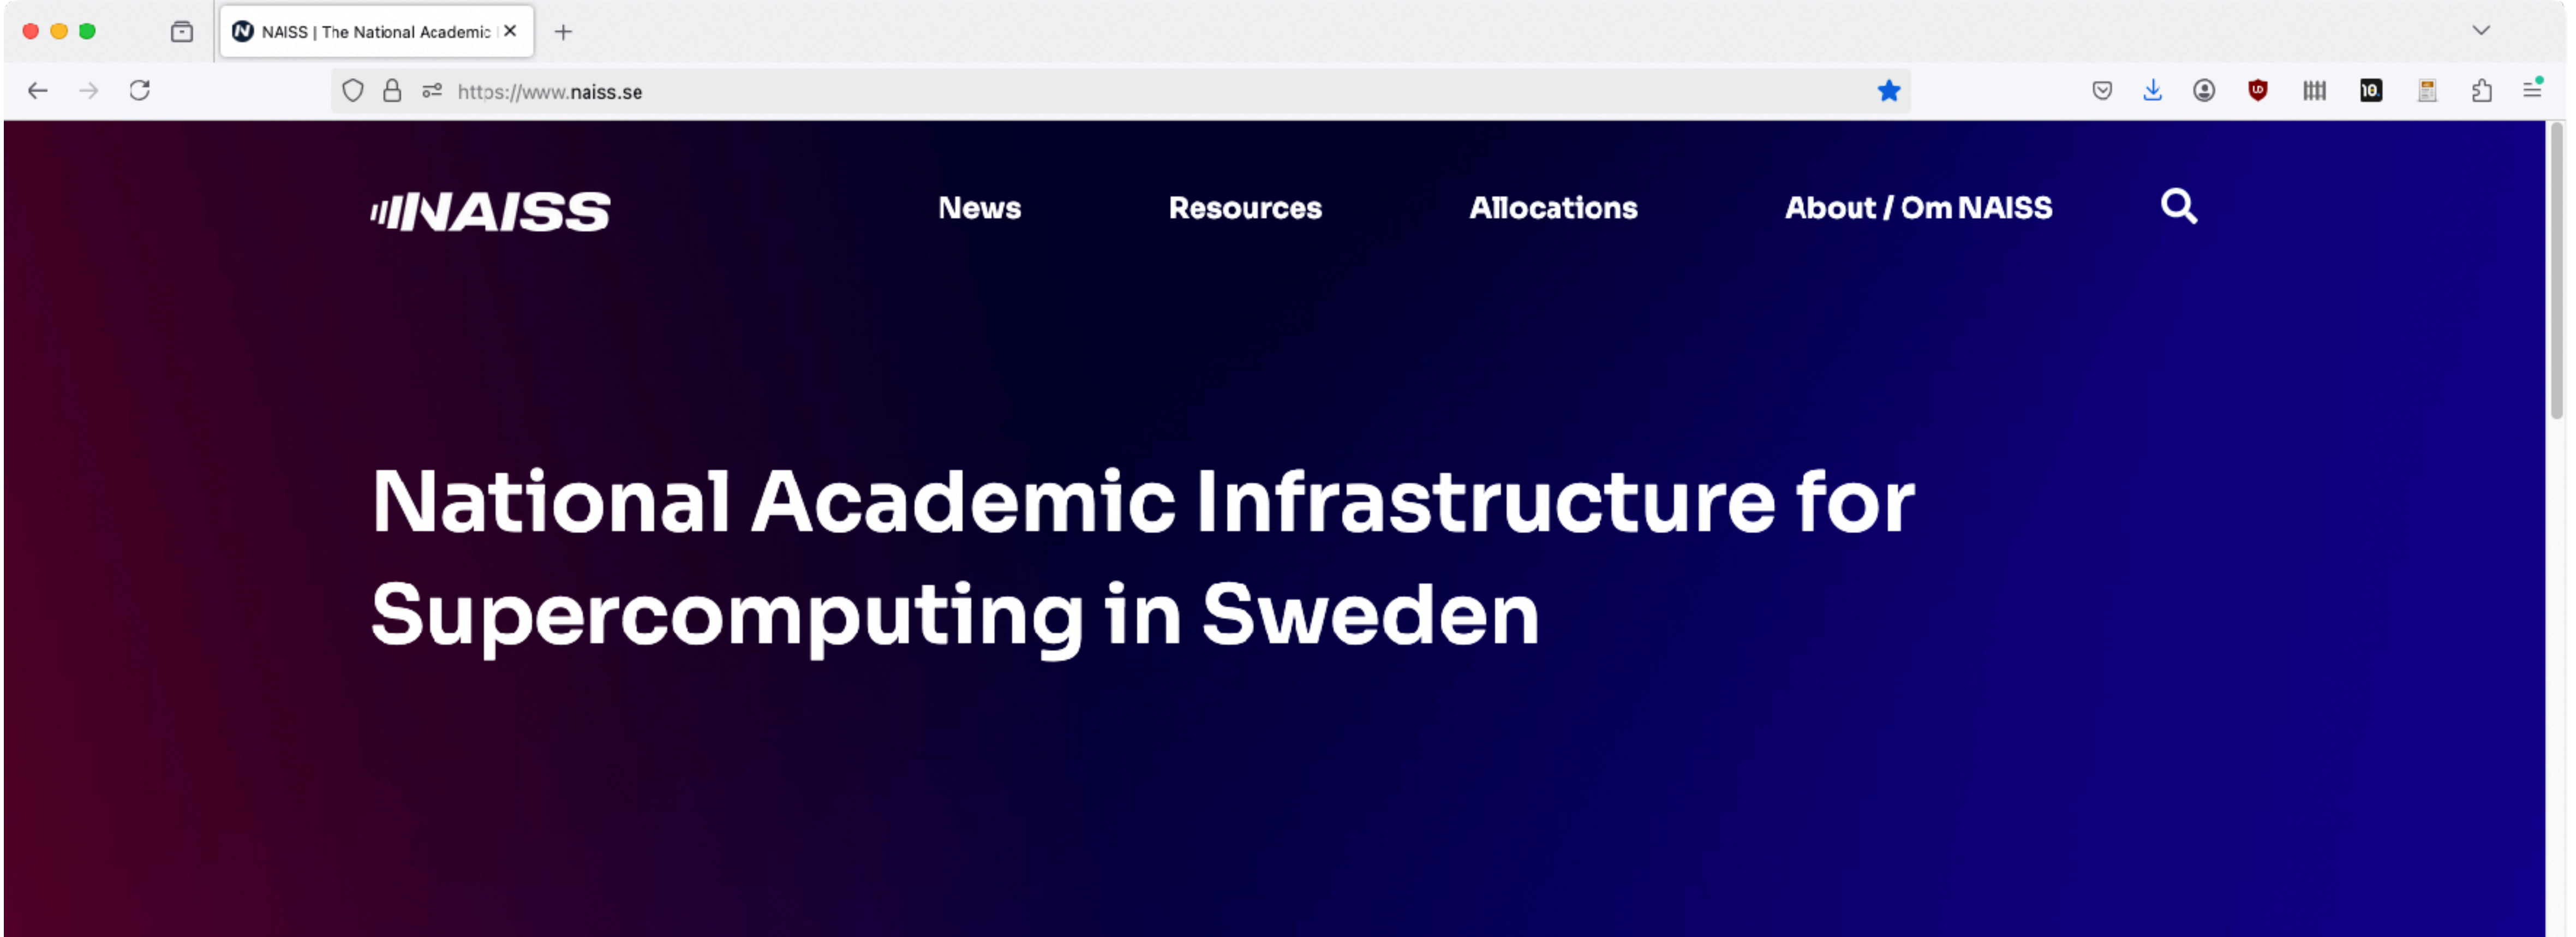 NAISS | The National Academic
https://www.naiss.se
10.
NAISS
News
Resources
Allocations
About / Om NAISS
National Academic Infrastructure for
Supercomputing in Sweden